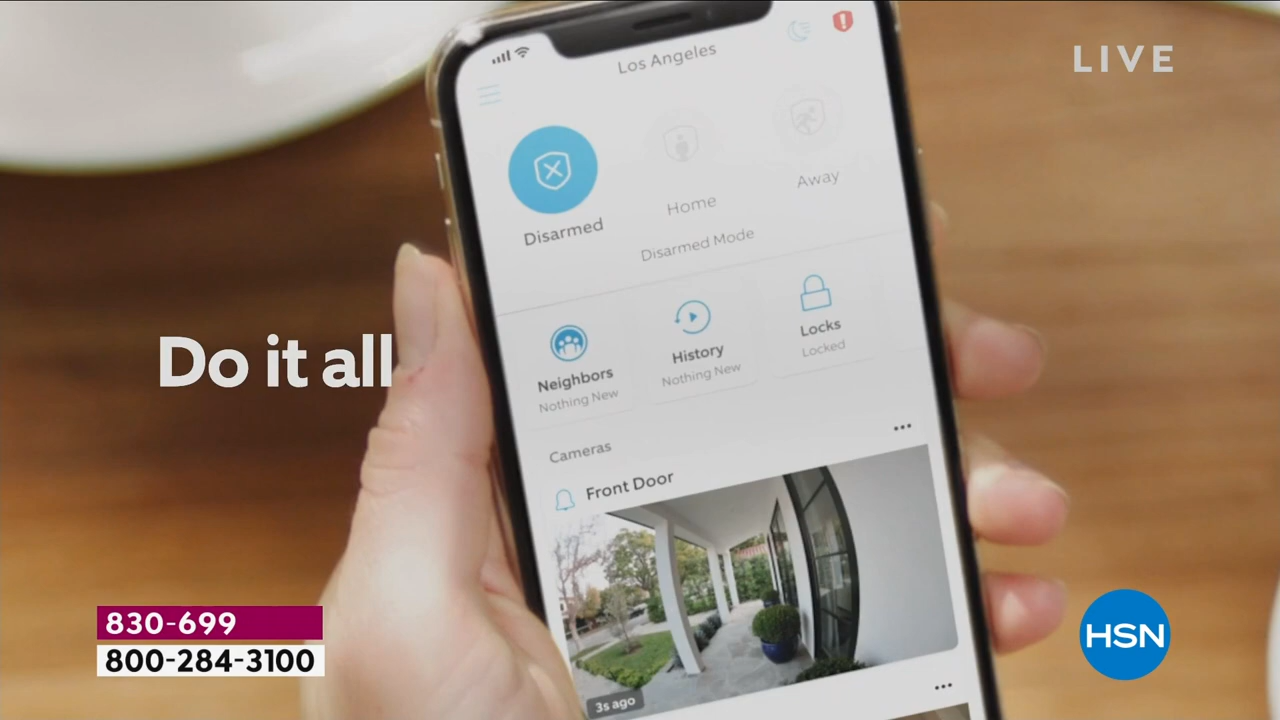 Los Angeles
LIVE
Disarmed
Home
Away
Disarmed Mode
Neighbors
Nothing New
History
Nothing New
Locks
Locked
Do it all
Cameras
Front Door
3s ago
830-699
800-284-3100
HSN